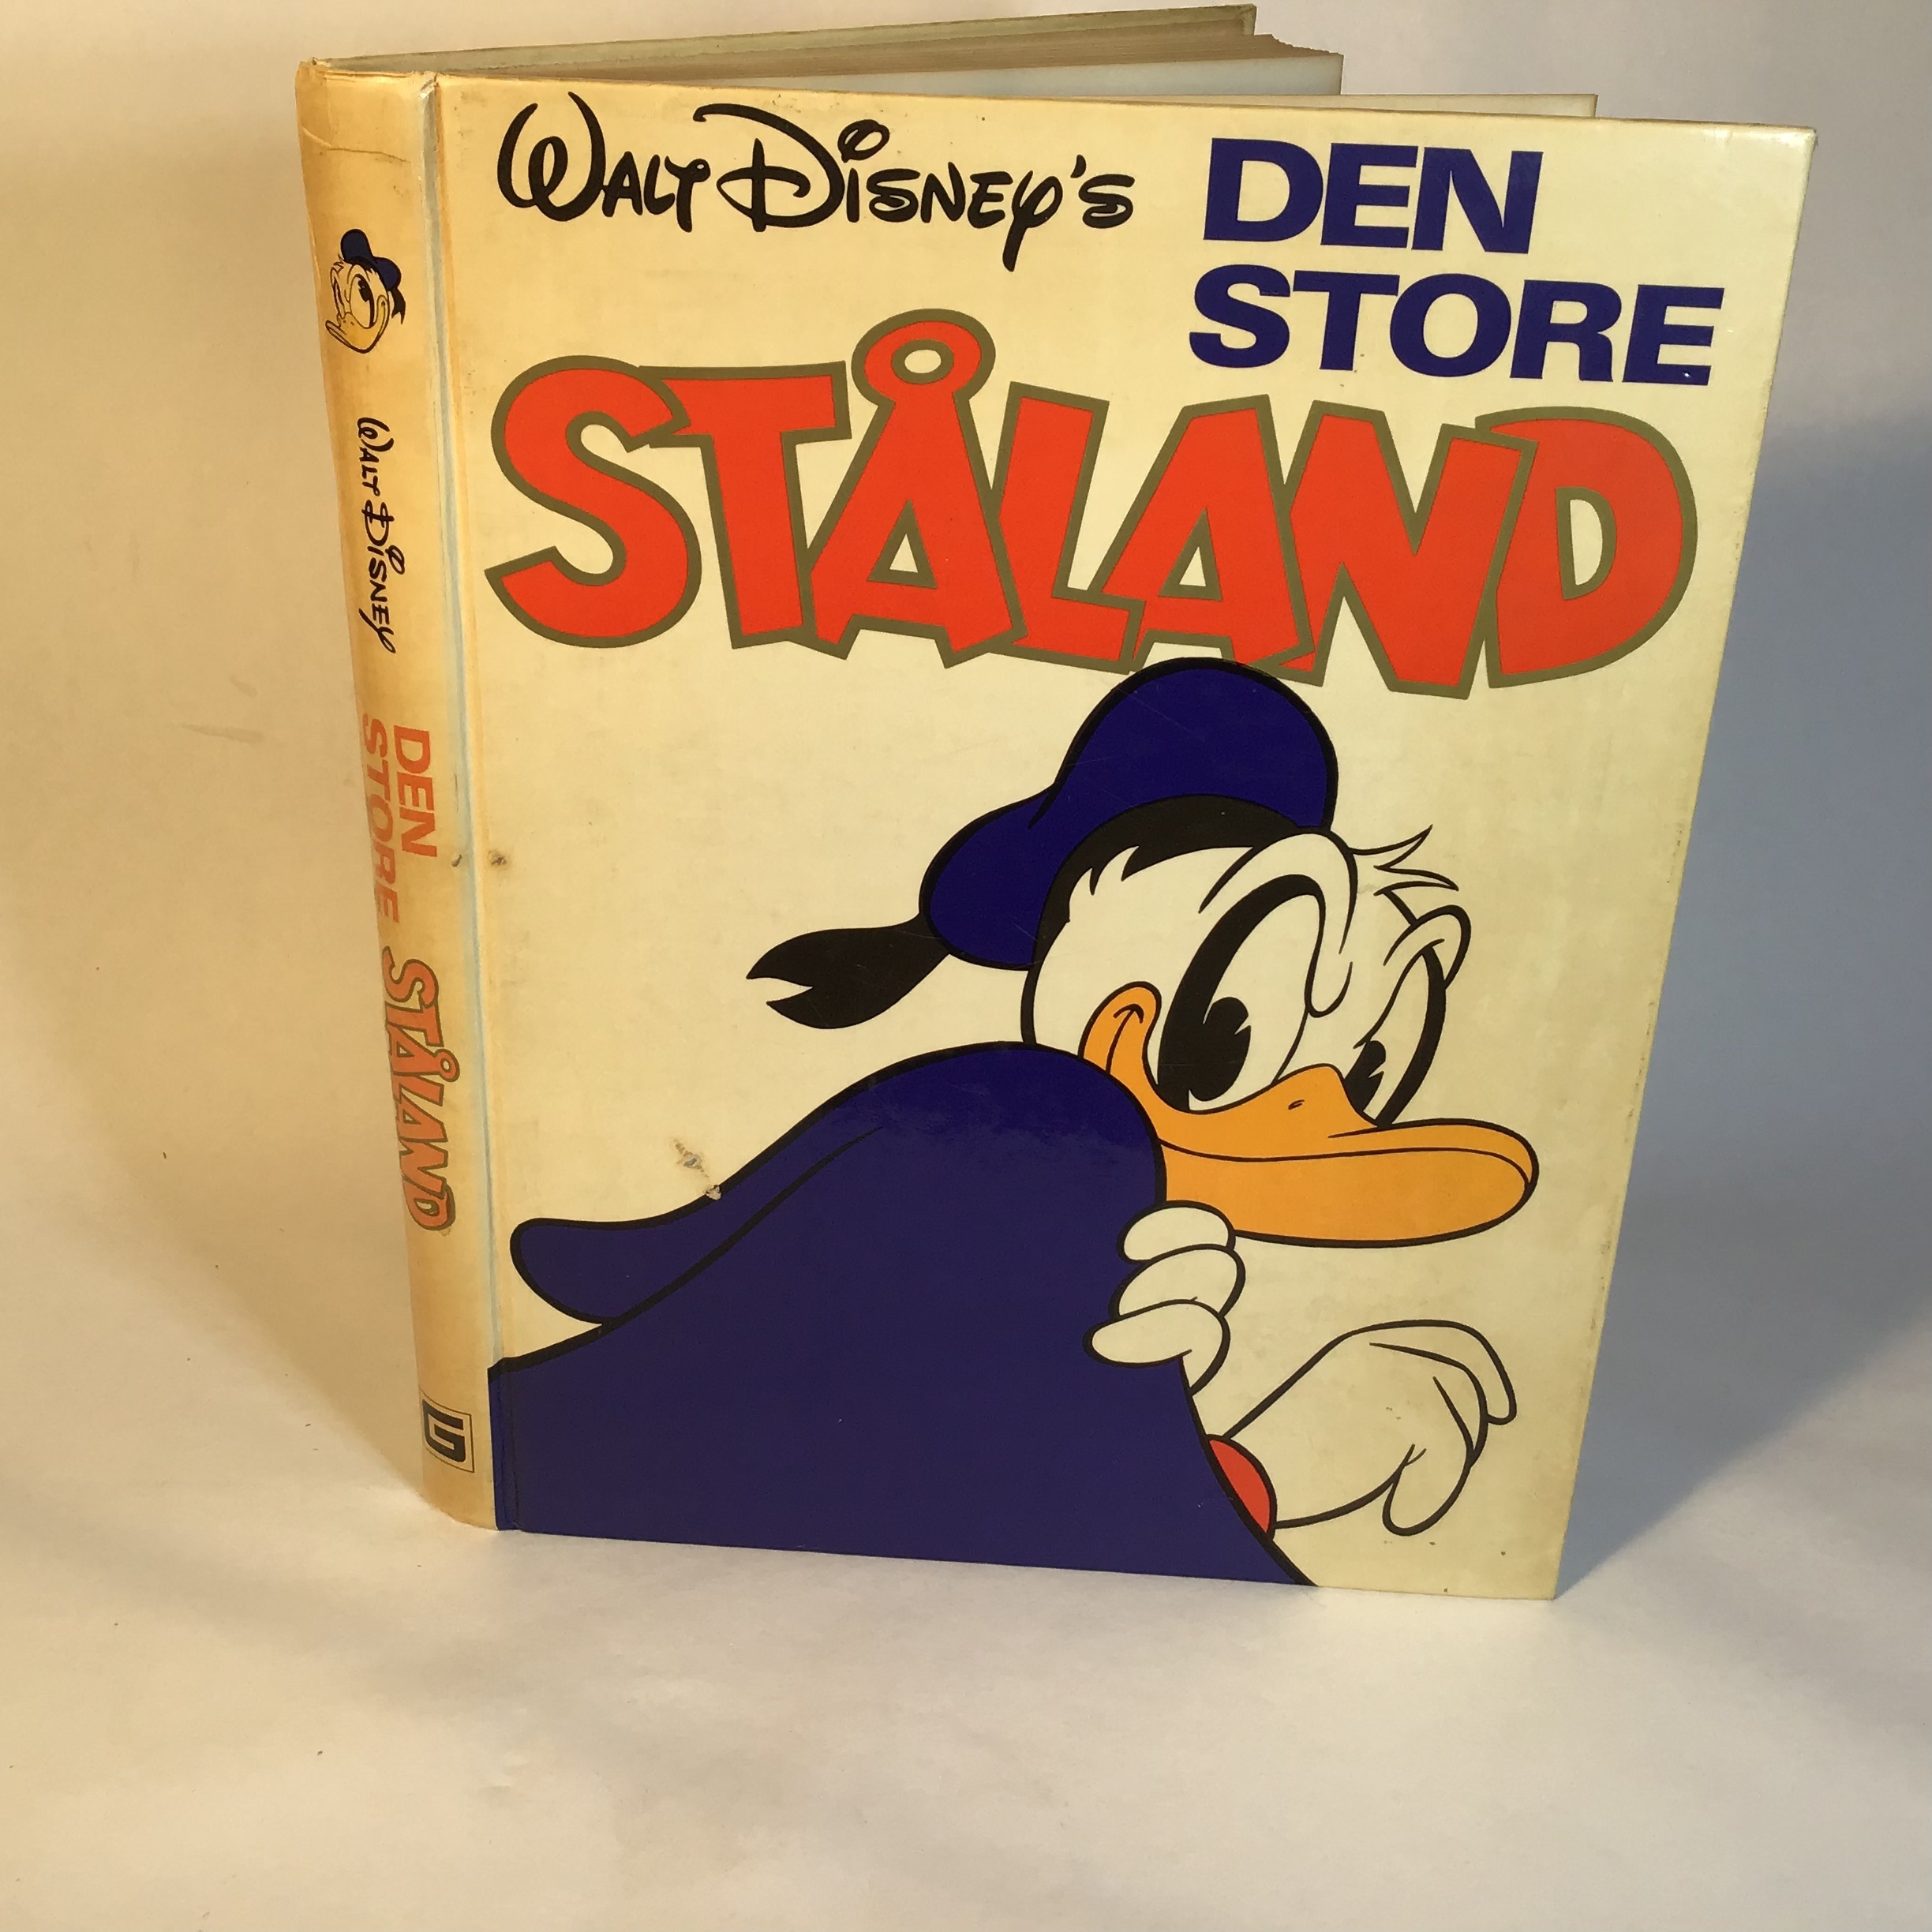 WALT DISNEY'S
DEN
STORE
STÅLAND
WALT DISNEY
DEN
STORE
STÅLAND